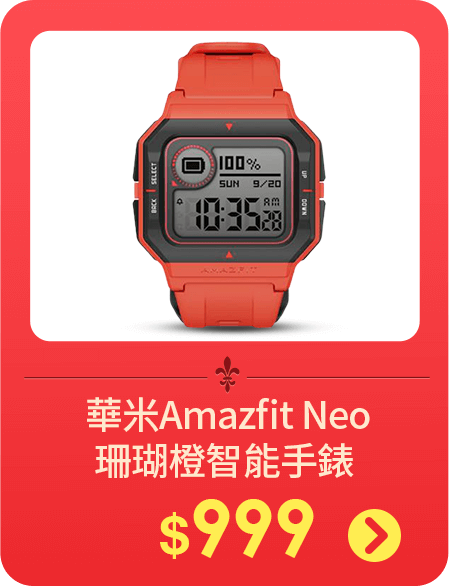 100%
SUN 9/20
AM
10:35 28
SELECT
BACK
UP
DOWN
AMAZFIT
華米Amazfit Neo
珊瑚橙智能手錶
$999